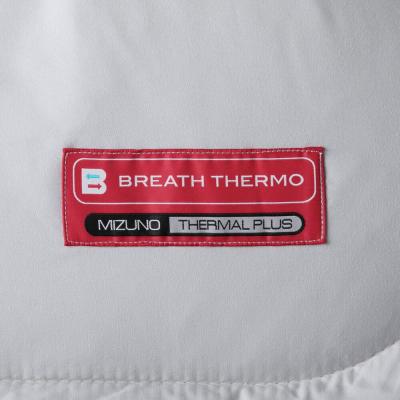 B BREATH THERMO
MIZUNO THERMAL PLUS